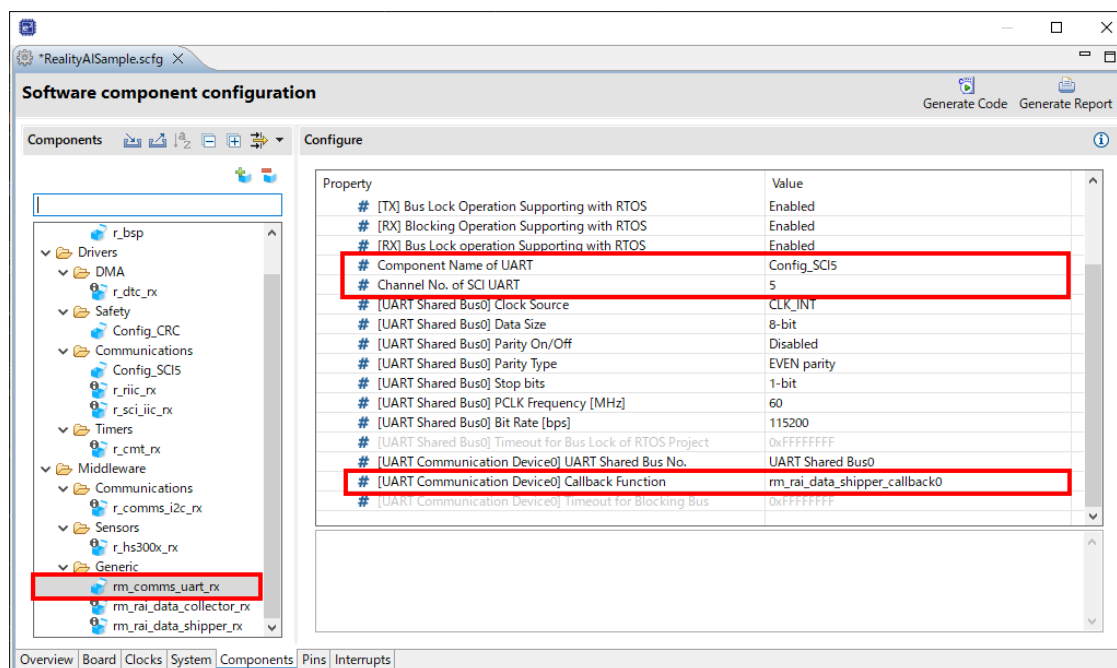 *RealityAISample.scfg
Software component configuration
Generate Code Generate Report
Components
Configure
Property Value
# [TX] Bus Lock Operation Supporting with RTOS Enabled
# [RX] Blocking Operation Supporting with RTOS Enabled
# [RX] Bus Lock operation Supporting with RTOS Enabled
# Component Name of UART Config_SCI5
# Channel No. of SCI UART 5
# [UART Shared Bus0] Clock Source CLK_INT
# [UART Shared Bus0] Data Size 8-bit
# [UART Shared Bus0] Parity On/Off Disabled
# [UART Shared Bus0] Parity Type EVEN parity
# [UART Shared Bus0] Stop bits 1-bit
# [UART Shared Bus0] PCLK Frequency [MHz] 60
# [UART Shared Bus0] Bit Rate [bps] 115200
# [UART Shared Bus0] Timeout for Bus Lock of RTOS Project 0xFFFFFFFF
# [UART Communication Device0] UART Shared Bus No. UART Shared Bus0
# [UART Communication Device0] Callback Function rm_rai_data_shipper_callback0
# [UART Communication Device0] Timeout for Blocking Bus 0xFFFFFFFF
r_bsp
Drivers
DMA
r_dtc_rx
Safety
Config_CRC
Communications
Config_SCI5
r_riic_rx
r_sci_iic_rx
Timers
r_cmt_rx
Middleware
Communications
r_comms_i2c_rx
Sensors
r_hs300x_rx
Generic
rm_comms_uart_rx
rm_rai_data_collector_rx
rm_rai_data_shipper_rx
Overview Board Clocks System Components Pins Interrupts